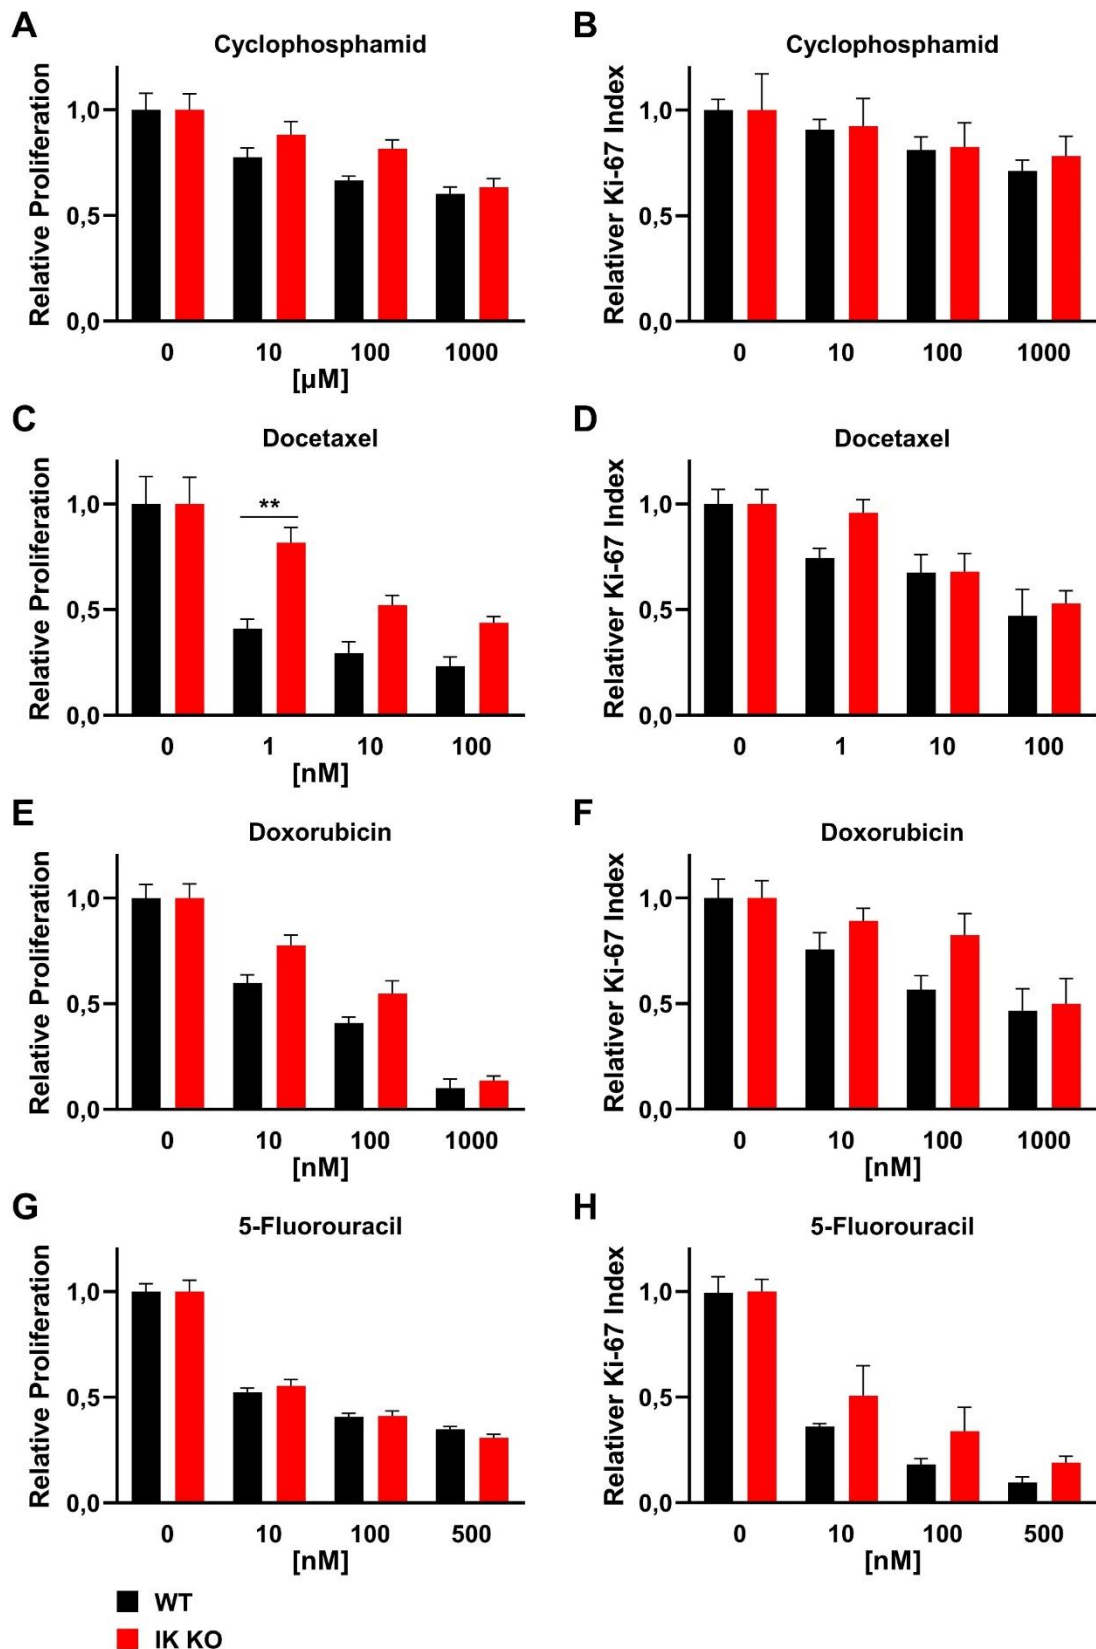 A
Cyclophosphamid
Relative Proliferation
1,0
0,5
0,0
0 10 100 1000
[µM]
B
Cyclophosphamid
Relativer Ki-67 Index
1,0
0,5
0,0
0 10 100 1000
C
Docetaxel
Relative Proliferation
1,0
0,5
0,0
**
0 1 10 100
[nM]
D
Docetaxel
Relativer Ki-67 Index
1,0
0,5
0,0
0 1 10 100
E
Doxorubicin
Relative Proliferation
1,0
0,5
0,0
0 10 100 1000
[nM]
F
Doxorubicin
Relativer Ki-67 Index
1,0
0,5
0,0
0 10 100 1000
[nM]
G
5-Fluorouracil
Relative Proliferation
1,0
0,5
0,0
0 10 100 500
[nM]
H
5-Fluorouracil
Relativer Ki-67 Index
1,0
0,5
0,0
0 10 100 500
[nM]
WT
IK KO